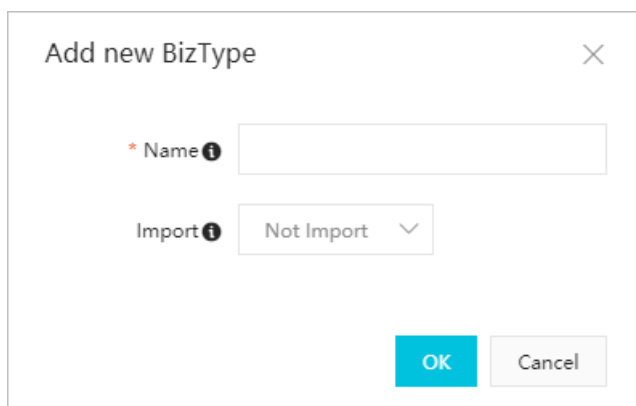 Add new BizType
* Name
Import
Not Import
OK
Cancel